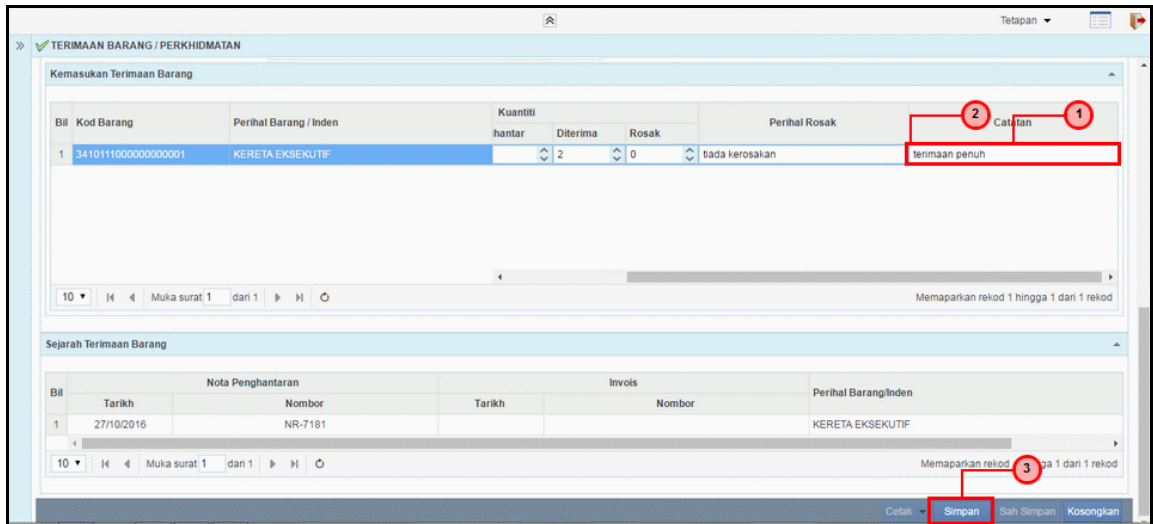 Tetapan
TERIMAAN BARANG / PERKHIDMATAN
Kemasukan Terimaan Barang
Bil Kod Barang Perihal Barang / Inden Kuantiti Perihal Rosak Catatan
hantar Diterima Rosak
2 1
1 3410111000000000001 KERETA EKSEKUTIF 2 0 tiada kerosakan terimaan penuh
10 Muka surat 1 dari 1 Memaparkan rekod 1 hingga 1 dari 1 rekod
Sejarah Terimaan Barang
Bil Nota Penghantaran Invois Perihal Barang/Inden
Tarikh Nombor Tarikh Nombor
1 27/10/2016 NR-7181 KERETA EKSEKUTIF
10 Muka surat 1 dari 1 Memaparkan rekod 1 dari 1 rekod
3
Cetak Simpan Sah Simpan Kosongkan